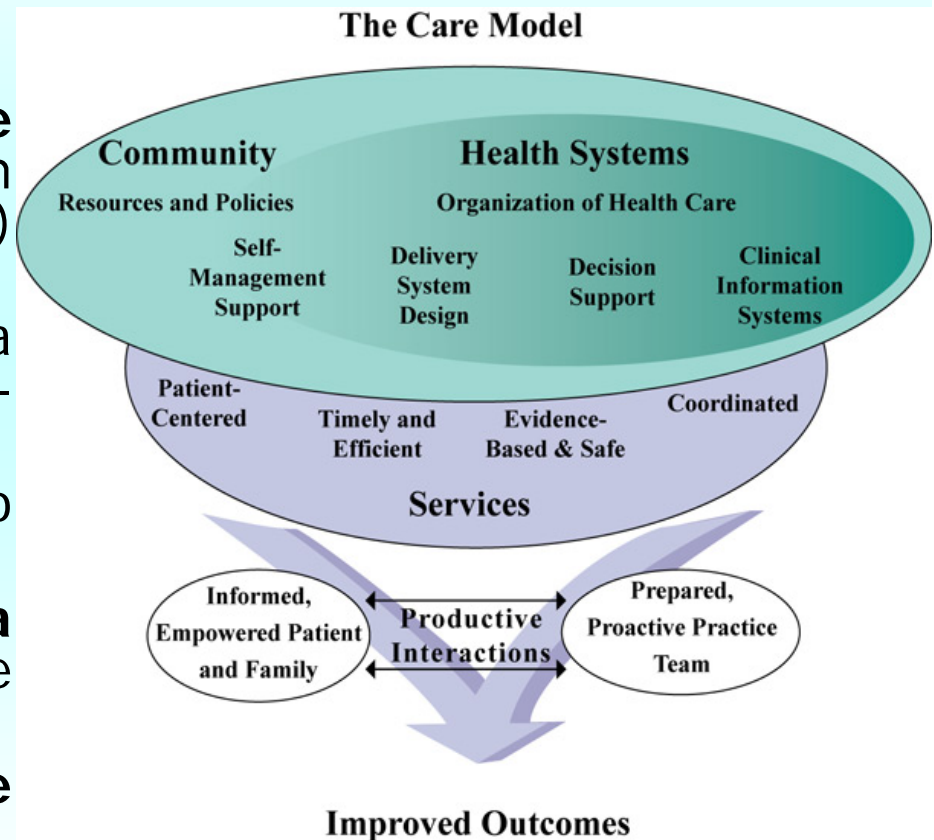 The Care Model
e
n
)
a
-
o
a
e
e
Community
Resources and Policies
Health Systems
Organization of Health Care
Self-
Management
Support
Delivery
System
Design
Decision
Support
Clinical
Information
Systems
Patient-
Centered
Timely and
Efficient
Evidence-
Based & Safe
Coordinated
Services
Informed,
Empowered Patient
and Family
Productive
Interactions
Prepared,
Proactive Practice
Team
Improved Outcomes